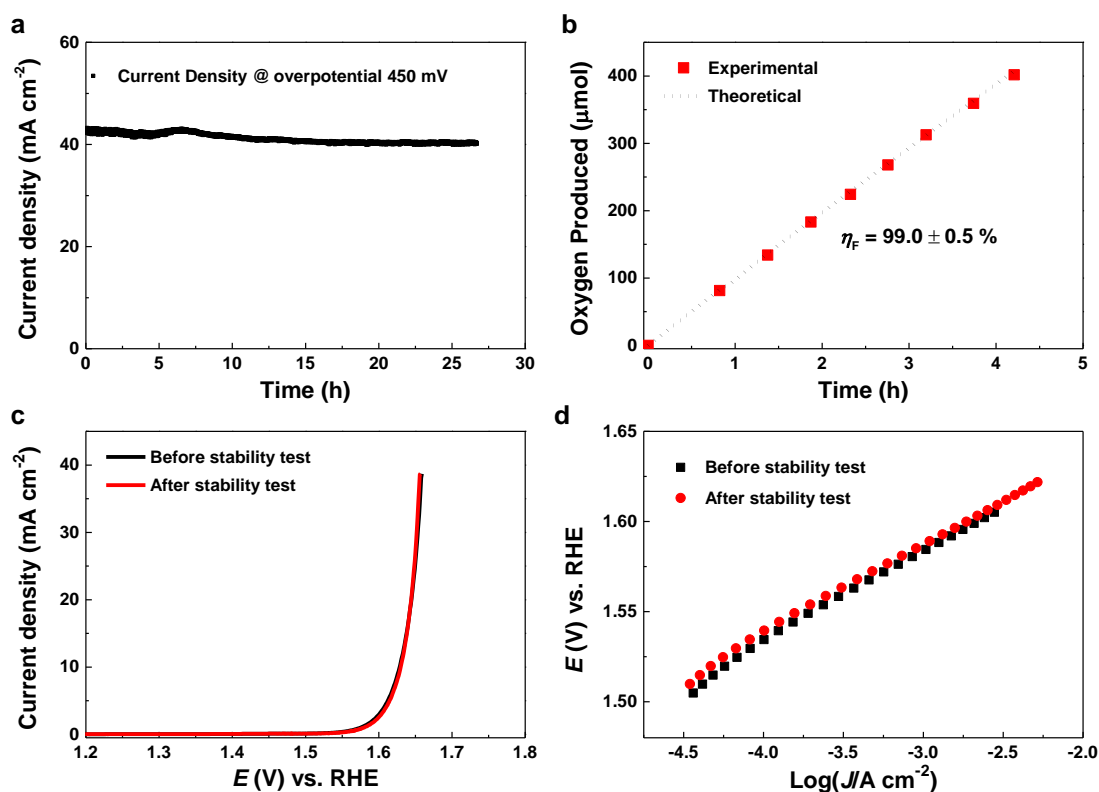 a
60
40
20
0
Current density (mA cm⁻²)
Current Density @ overpotential 450 mV
0 5 10 15 20 25 30
Time (h)
b
400
300
200
100
0
Oxygen Produced (μmol)
Experimental
Theoretical
ηF = 99.0 ± 0.5 %
0 1 2 3 4 5
Time (h)
c
40
30
20
10
0
Current density (mA cm⁻²)
Before stability test
After stability test
1.2 1.3 1.4 1.5 1.6 1.7 1.8
E (V) vs. RHE
d
1.65
1.60
1.55
1.50
E (V) vs. RHE
Before stability test
After stability test
-4.5 -4.0 -3.5 -3.0 -2.5 -2.0
Log(J/A cm⁻²)